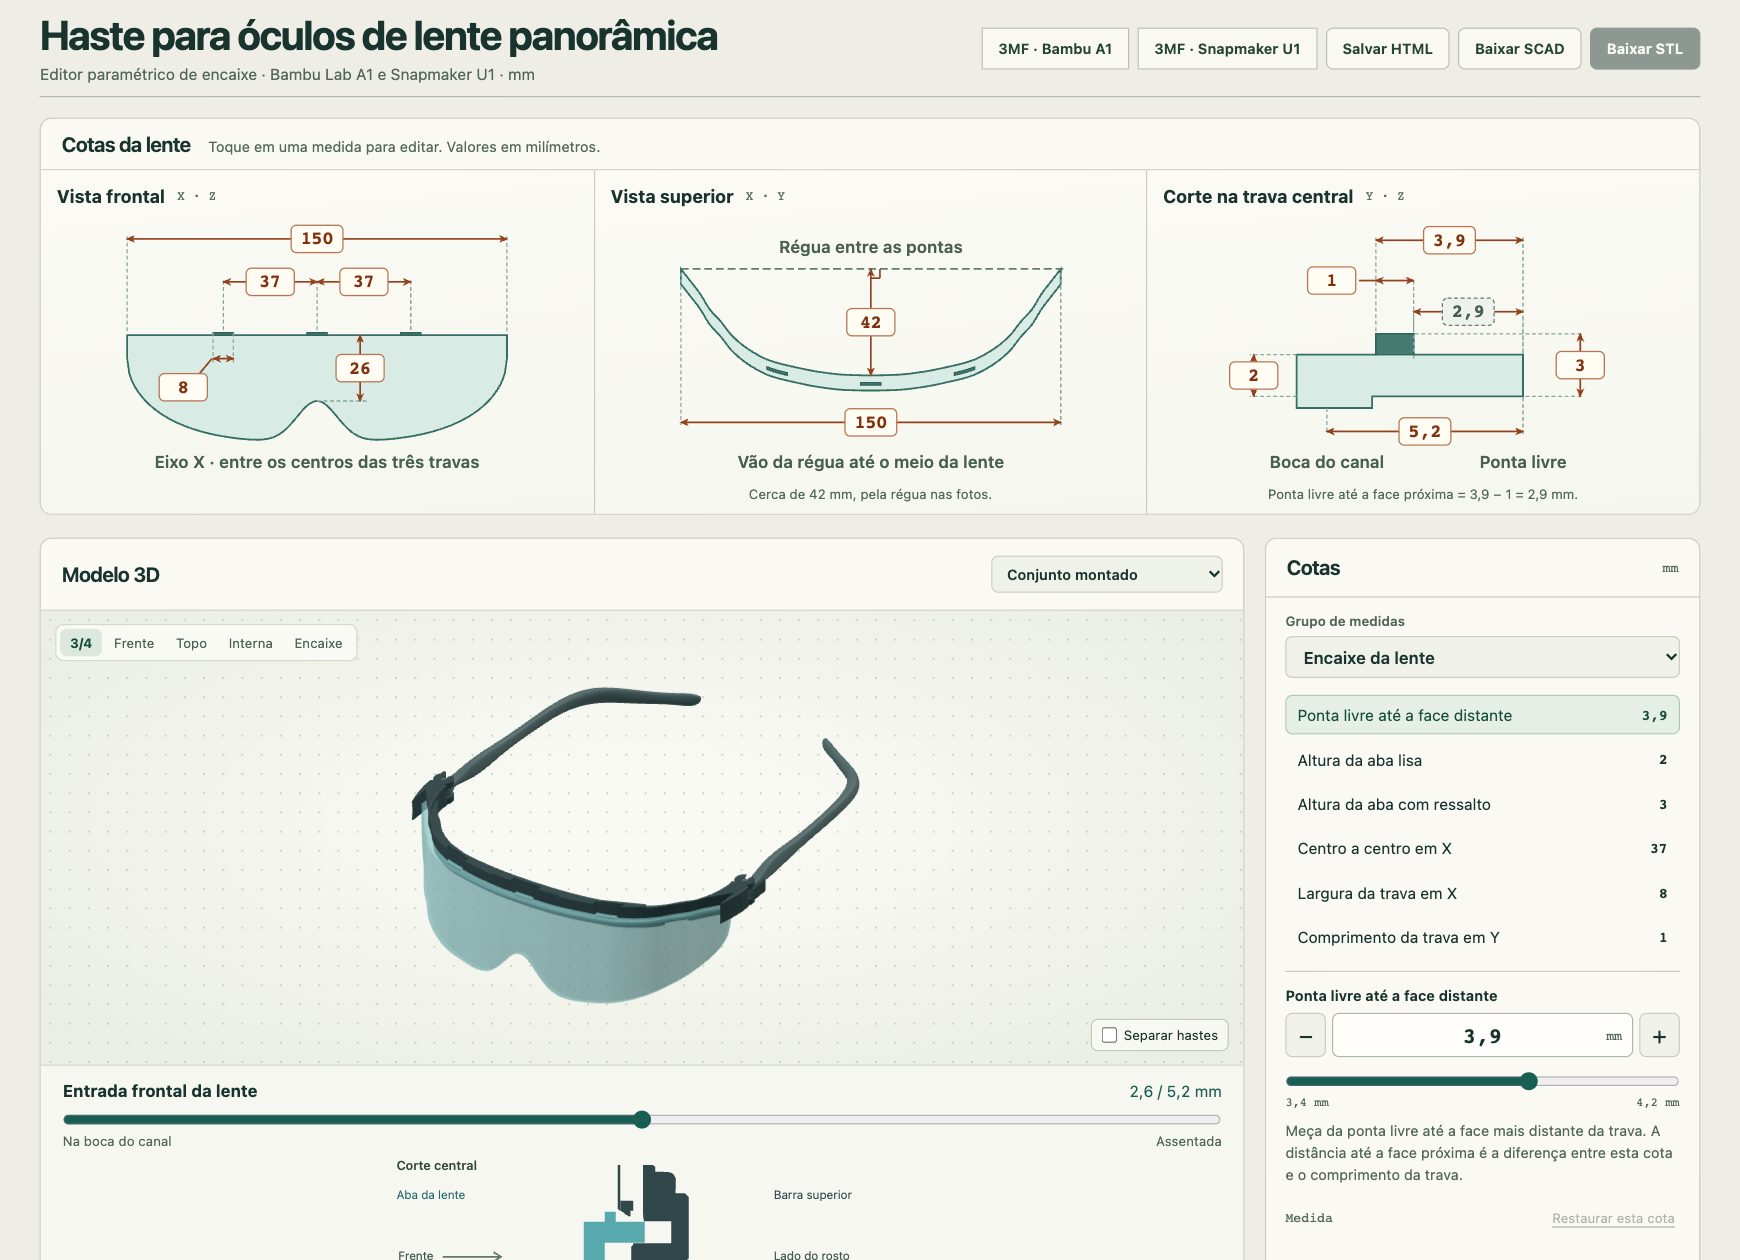 Haste para óculos de lente panorâmica
Editor paramétrico de encaixe · Bambu Lab A1 e Snapmaker U1 · mm
3MF · Bambu A1
3MF · Snapmaker U1
Salvar HTML
Baixar SCAD
Baixar STL
Cotas da lente
Toque em uma medida para editar. Valores em milímetros.
Vista frontal X · Z
150
37
37
26
8
Eixo X · entre os centros das três travas
Vista superior X · Y
Régua entre as pontas
42
150
Vão da régua até o meio da lente
Cerca de 42 mm, pela régua nas fotos.
Corte na trava central Y · Z
3,9
1
2,9
2
3
5,2
Boca do canal
Ponta livre
Ponta livre até a face próxima = 3,9 – 1 = 2,9 mm.
Modelo 3D
Conjunto montado
3/4
Frente
Topo
Interna
Encaixe
Separar hastes
Entrada frontal da lente
2,6 / 5,2 mm
Na boca do canal
Assentada
Corte central
Aba da lente
Barra superior
Frente
Lado do rosto
Cotas
mm
Grupo de medidas
Encaixe da lente
Ponta livre até a face distante 3,9
Altura da aba lisa 2
Altura da aba com ressalto 3
Centro a centro em X 37
Largura da trava em X 8
Comprimento da trava em Y 1
Ponta livre até a face distante
− 3,9 mm +
3,4 mm
4,2 mm
Meça da ponta livre até a face mais distante da trava. A
distância até a face próxima é a diferença entre esta cota
e o comprimento da trava.
Medida
Restaurar esta cota